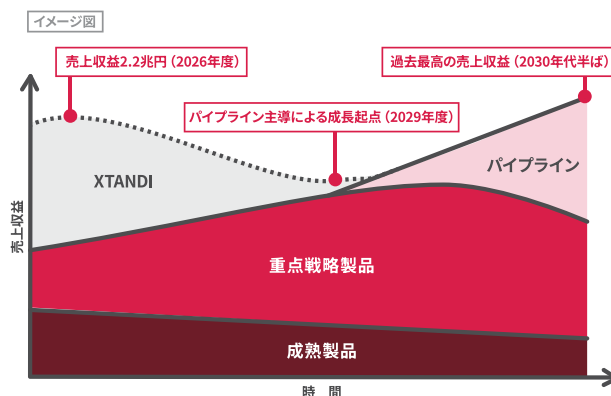 イメージ図
売上収益2.2兆円（2026年度）
過去最高の売上収益（2030年代半ば）
パイプライン主導による成長起点（2029年度）
パイプライン
XTANDI
売上収益
重点戦略製品
成熟製品
時 間